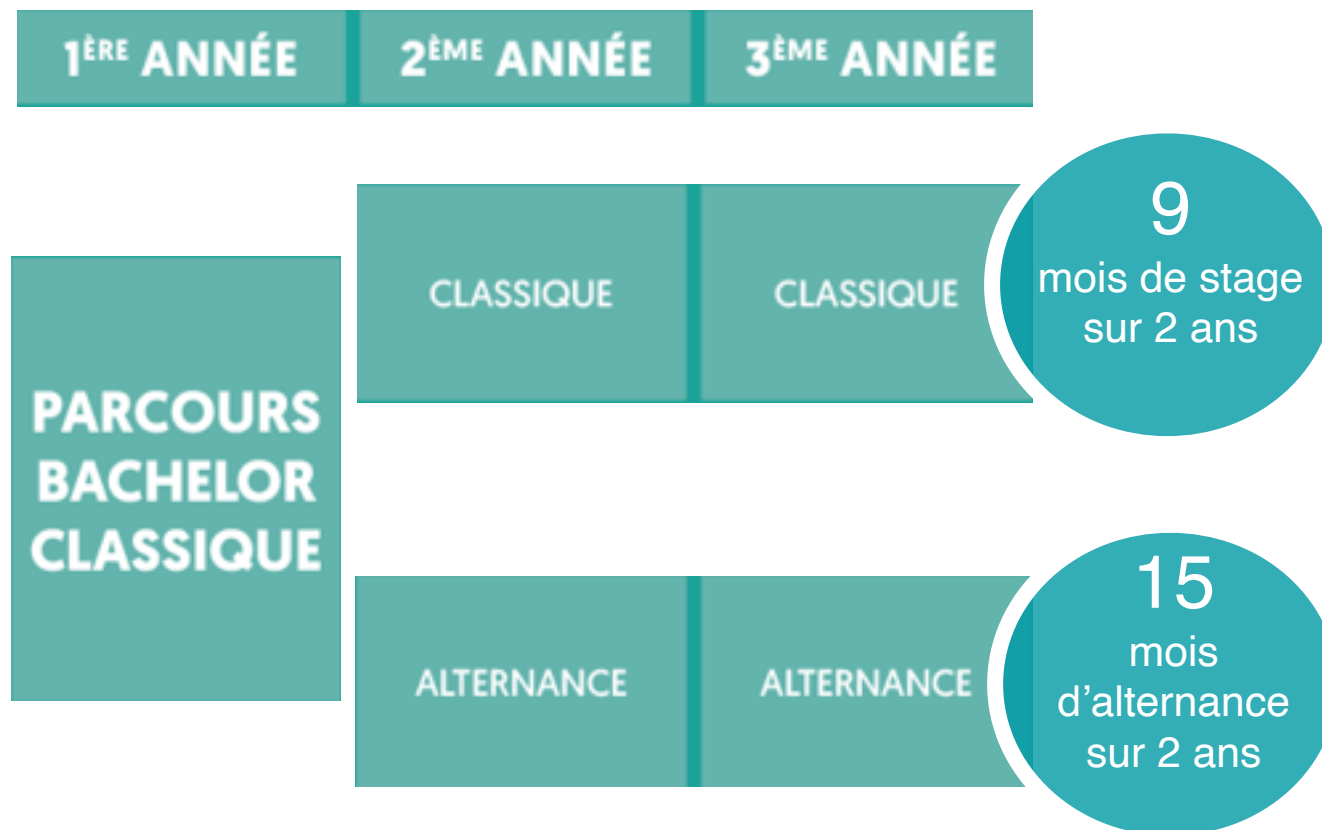 1ÈRE ANNÉE
2ÈME ANNÉE
3ÈME ANNÉE
PARCOURS
BACHELOR
CLASSIQUE
CLASSIQUE
CLASSIQUE
9
mois de stage
sur 2 ans
ALTERNANCE
ALTERNANCE
15
mois
d’alternance
sur 2 ans